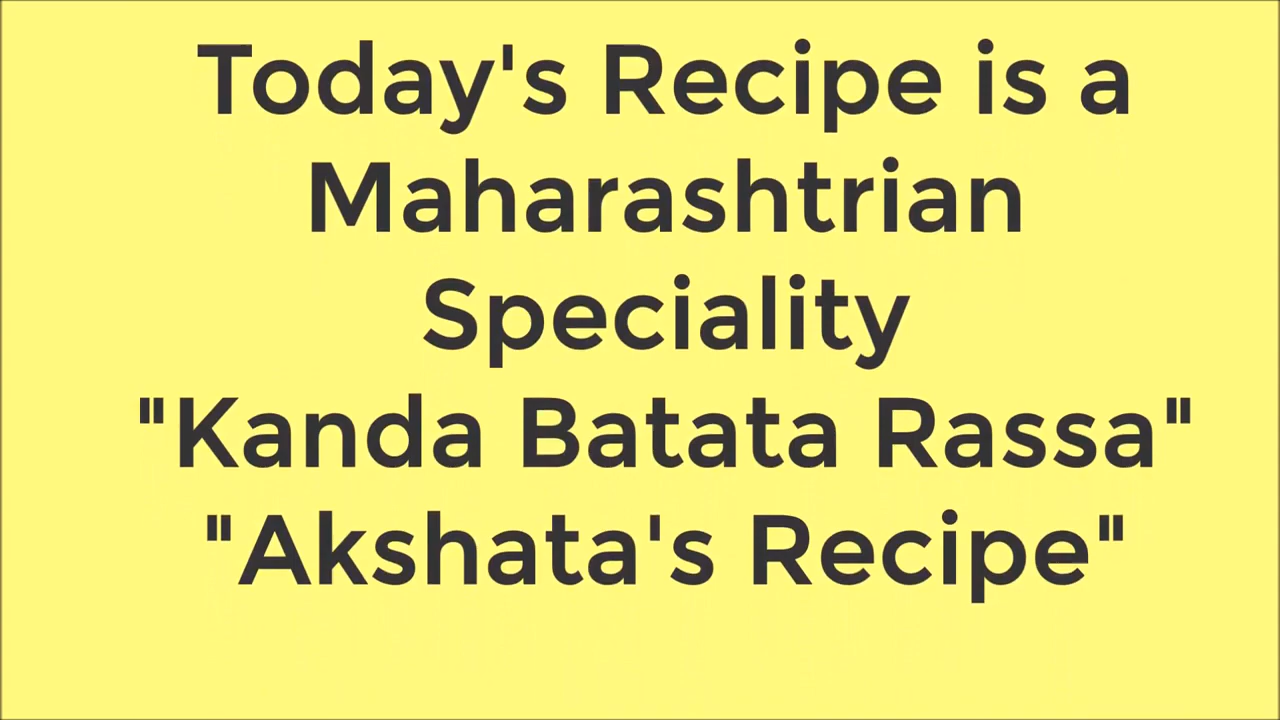 Today's Recipe is a
Maharashtrian
Speciality
"Kanda Batata Rassa"
"Akshata's Recipe"